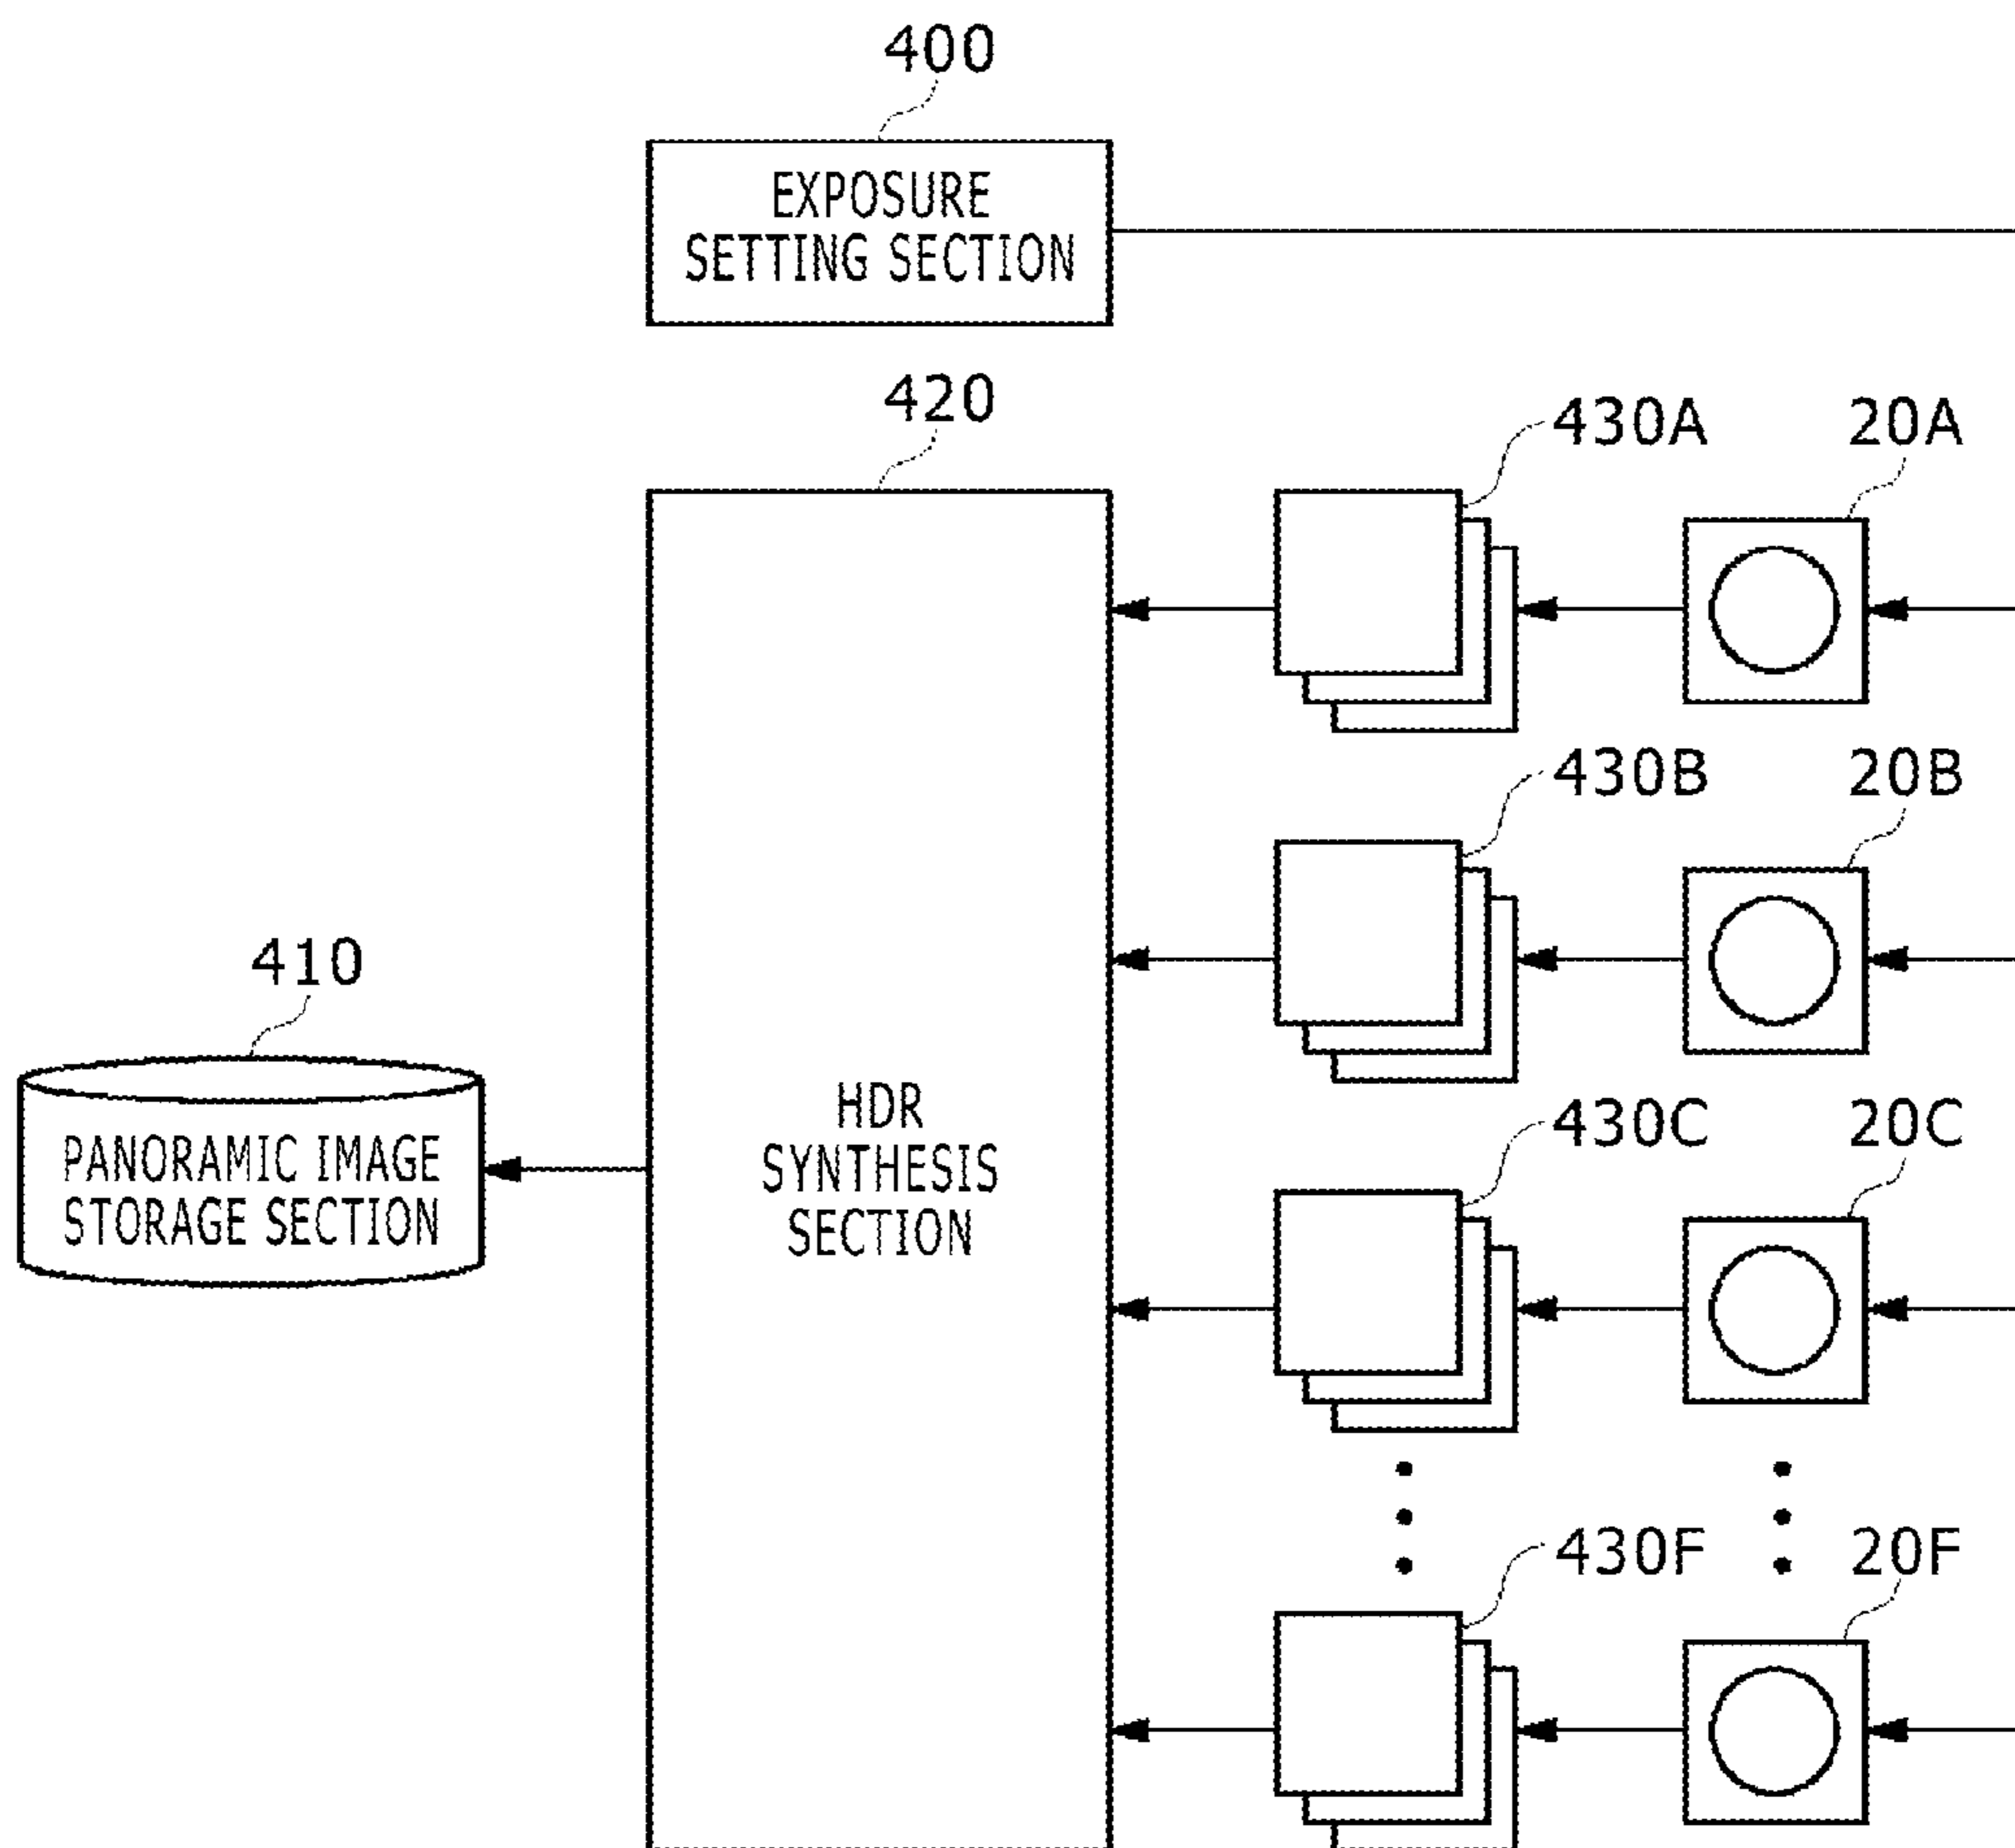 400
EXPOSURE
SETTING SECTION
420
430A
20A
430B
20B
410
PANORAMIC IMAGE
STORAGE SECTION
HDR
SYNTHESIS
SECTION
430C
20C
430F
20F